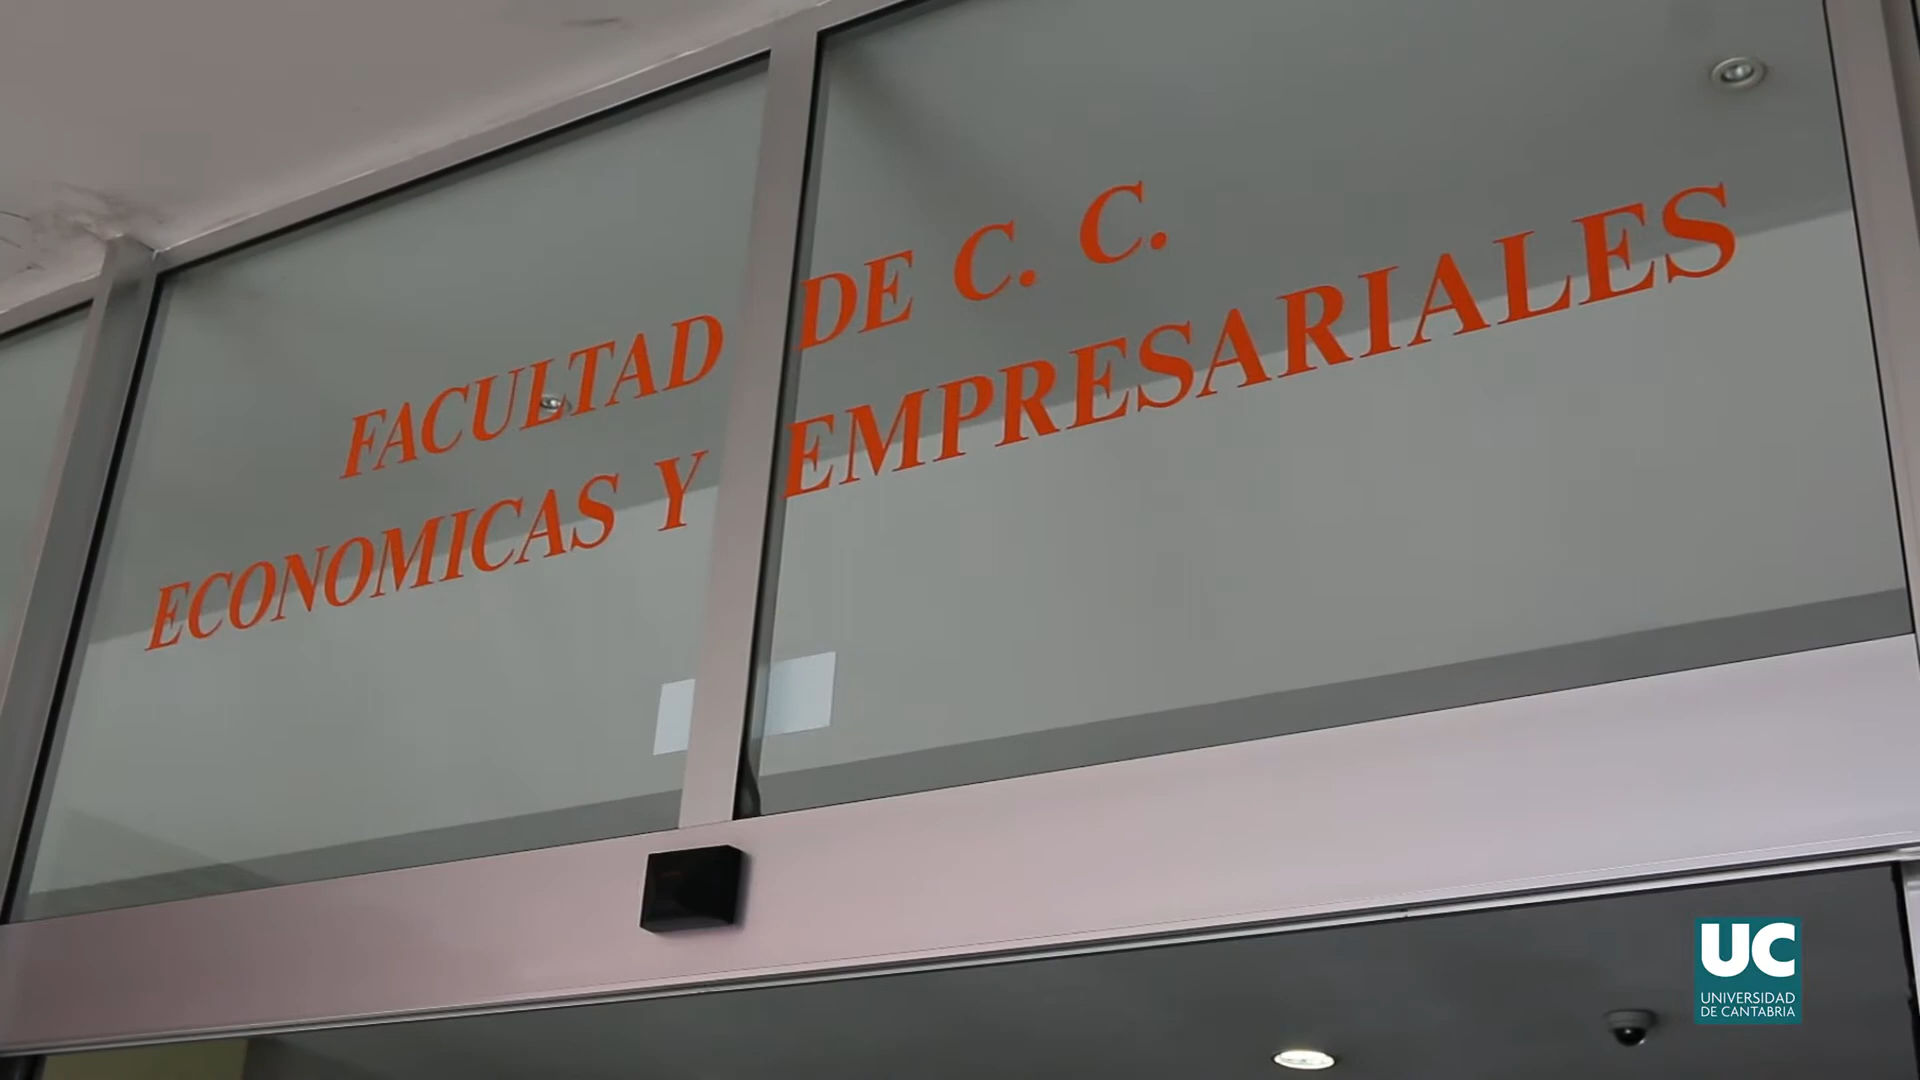 FACULTAD DE C. C.
ECONOMICAS Y EMPRESARIALES
UC
UNIVERSIDAD
DE CANTABRIA